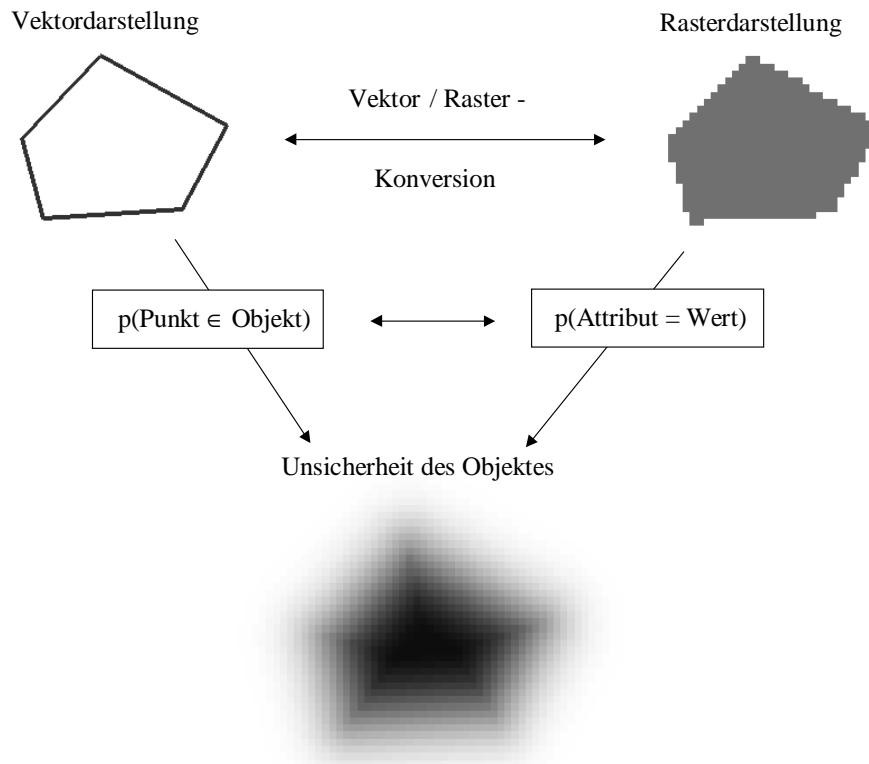 Vektordarstellung
Rasterdarstellung
Vektor / Raster -
Konversion
p(Punkt ∈ Objekt)
p(Attribut = Wert)
Unsicherheit des Objektes